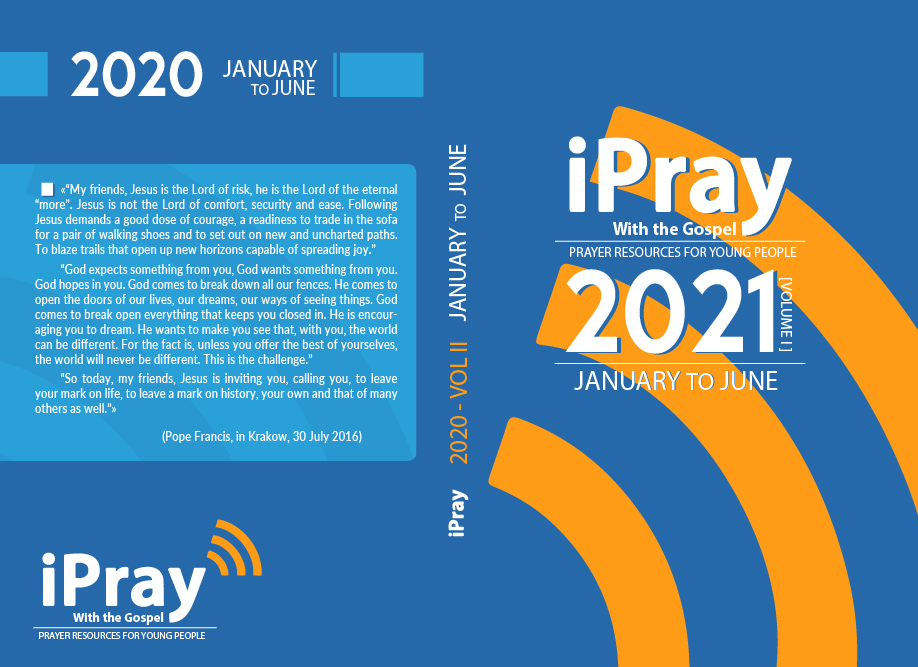 2020 JANUARY
TO JUNE
«"My friends, Jesus is the Lord of risk, he is the Lord of the eternal
"more". Jesus is not the Lord of comfort, security and ease. Following
Jesus demands a good dose of courage, a readiness to trade in the sofa
for a pair of walking shoes and to set out on new and uncharted paths.
To blaze trails that open up new horizons capable of spreading joy."
"God expects something from you, God wants something from you.
God hopes in you. God comes to break down all our fences. He comes to
open the doors of our lives, our dreams, our ways of seeing things. God
comes to break open everything that keeps you closed in. He is encour-
aging you to dream. He wants to make you see that, with you, the world
can be different. For the fact is, unless you offer the best of yourselves,
the world will never be different. This is the challenge."
"So today, my friends, Jesus is inviting you, calling you, to leave
your mark on life, to leave a mark on history, your own and that of many
others as well."»
(Pope Francis, in Krakow, 30 July 2016)
iPray
With the Gospel
PRAYER RESOURCES FOR YOUNG PEOPLE
iPray 2020 - VOL II JANUARY TO JUNE
iPray
With the Gospel
PRAYER RESOURCES FOR YOUNG PEOPLE
2021
[VOLUME I]
JANUARY TO JUNE